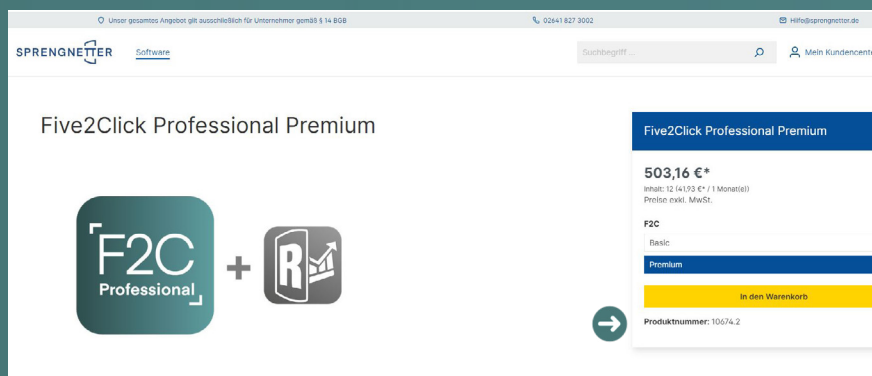 Unser gesamtes Angebot gilt ausschließlich für Unternehmer gemäß § 14 BGB
02641 827 3002
Hilfe@sprengnetter.de
SPRENGNETTER
Software
Suchbegriff ...
Mein Kundencente
Five2Click Professional Premium
Five2Click Professional Premium
503,16 €*
Inhalt: 12 (41,93 €* / 1 Monat(e))
Preise exkl. MwSt.
F2C
Basic
Premium
In den Warenkorb
Produktnummer: 10674.2
F2C
Professional
+
R